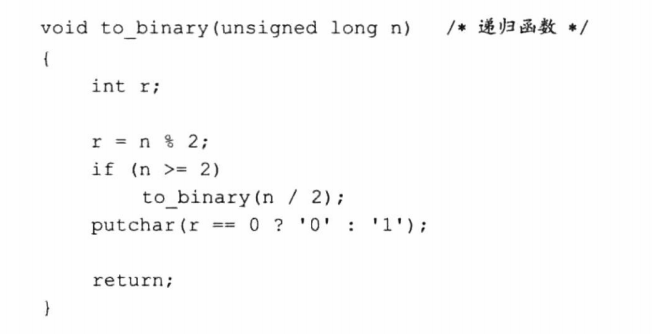 void to_binary(unsigned long n)   /* 递归函数 */
{
    int r;

    r = n % 2;
    if (n >= 2)
        to_binary(n / 2);
    putchar(r == 0 ? '0' : '1');

    return;
}